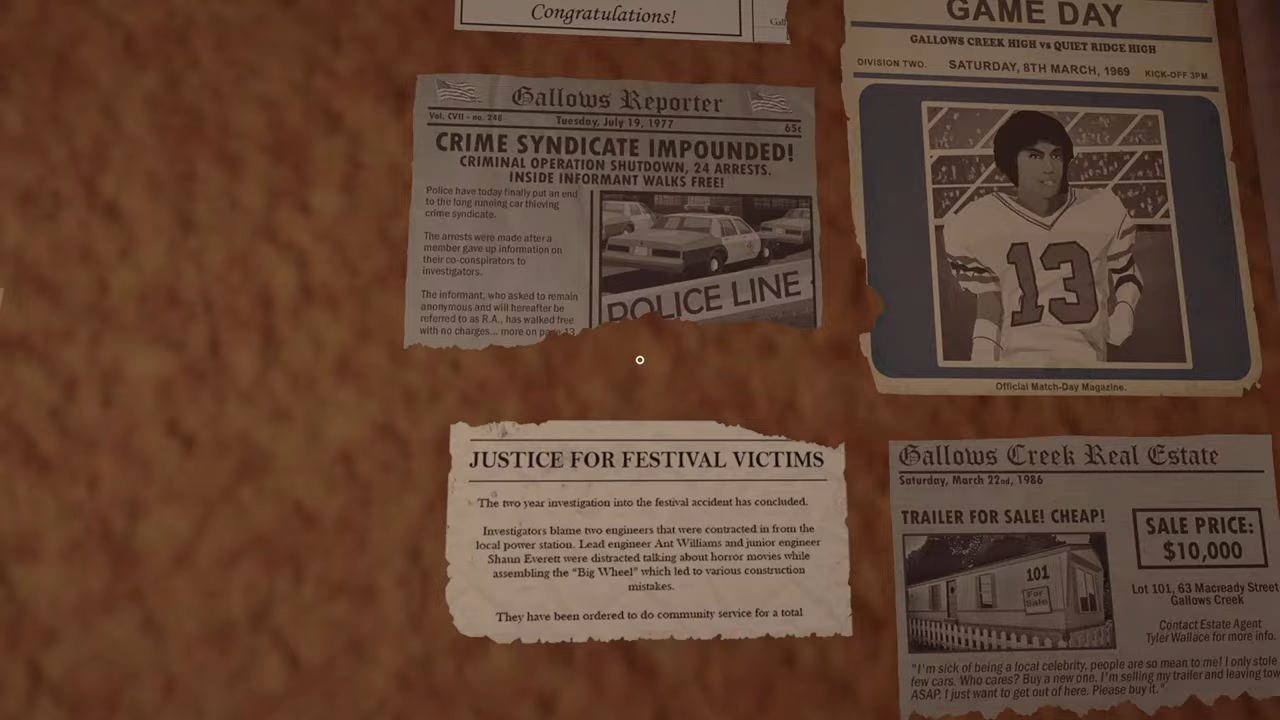 Congratulations!
Gall
Gallows Reporter
Vol. CVII - no. 246
Tuesday, July 19, 1977
65¢
CRIME SYNDICATE IMPOUNDED!
CRIMINAL OPERATION SHUTDOWN, 24 ARRESTS.
INSIDE INFORMANT WALKS FREE!
Police have today finally put an end
to the long running car thieving
crime syndicate.
The arrests were made after a
member gave up information on
their co-conspirators to
investigators.
The informant, who asked to remain
anonymous and will hereafter be
referred to as R.A., has walked free
with no charges... more on page 13
POLICE LINE
GAME DAY
GALLOWS CREEK HIGH vs QUIET RIDGE HIGH
DIVISION TWO.
SATURDAY, 8TH MARCH, 1969
KICK-OFF 3PM.
13
Official Match-Day Magazine.
JUSTICE FOR FESTIVAL VICTIMS
The two year investigation into the festival accident has concluded.
Investigators blame two engineers that were contracted in from the
local power station. Lead engineer Ant Williams and junior engineer
Shaun Everett were distracted talking about horror movies while
assembling the "Big Wheel" which led to various construction
mistakes.
They have been ordered to do community service for a total
Gallows Creek Real Estate
Saturday, March 22nd, 1986
TRAILER FOR SALE! CHEAP!
101
For
Sale
SALE PRICE:
$10,000
Lot 101, 63 Macready Street
Gallows Creek
Contact Estate Agent
Tyler Wallace for more info.
"I'm sick of being a local celebrity, people are so mean to me! I only stole
few cars. Who cares? Buy a new one. I'm selling my trailer and leaving tow
ASAP. I just want to get out of here. Please buy it."